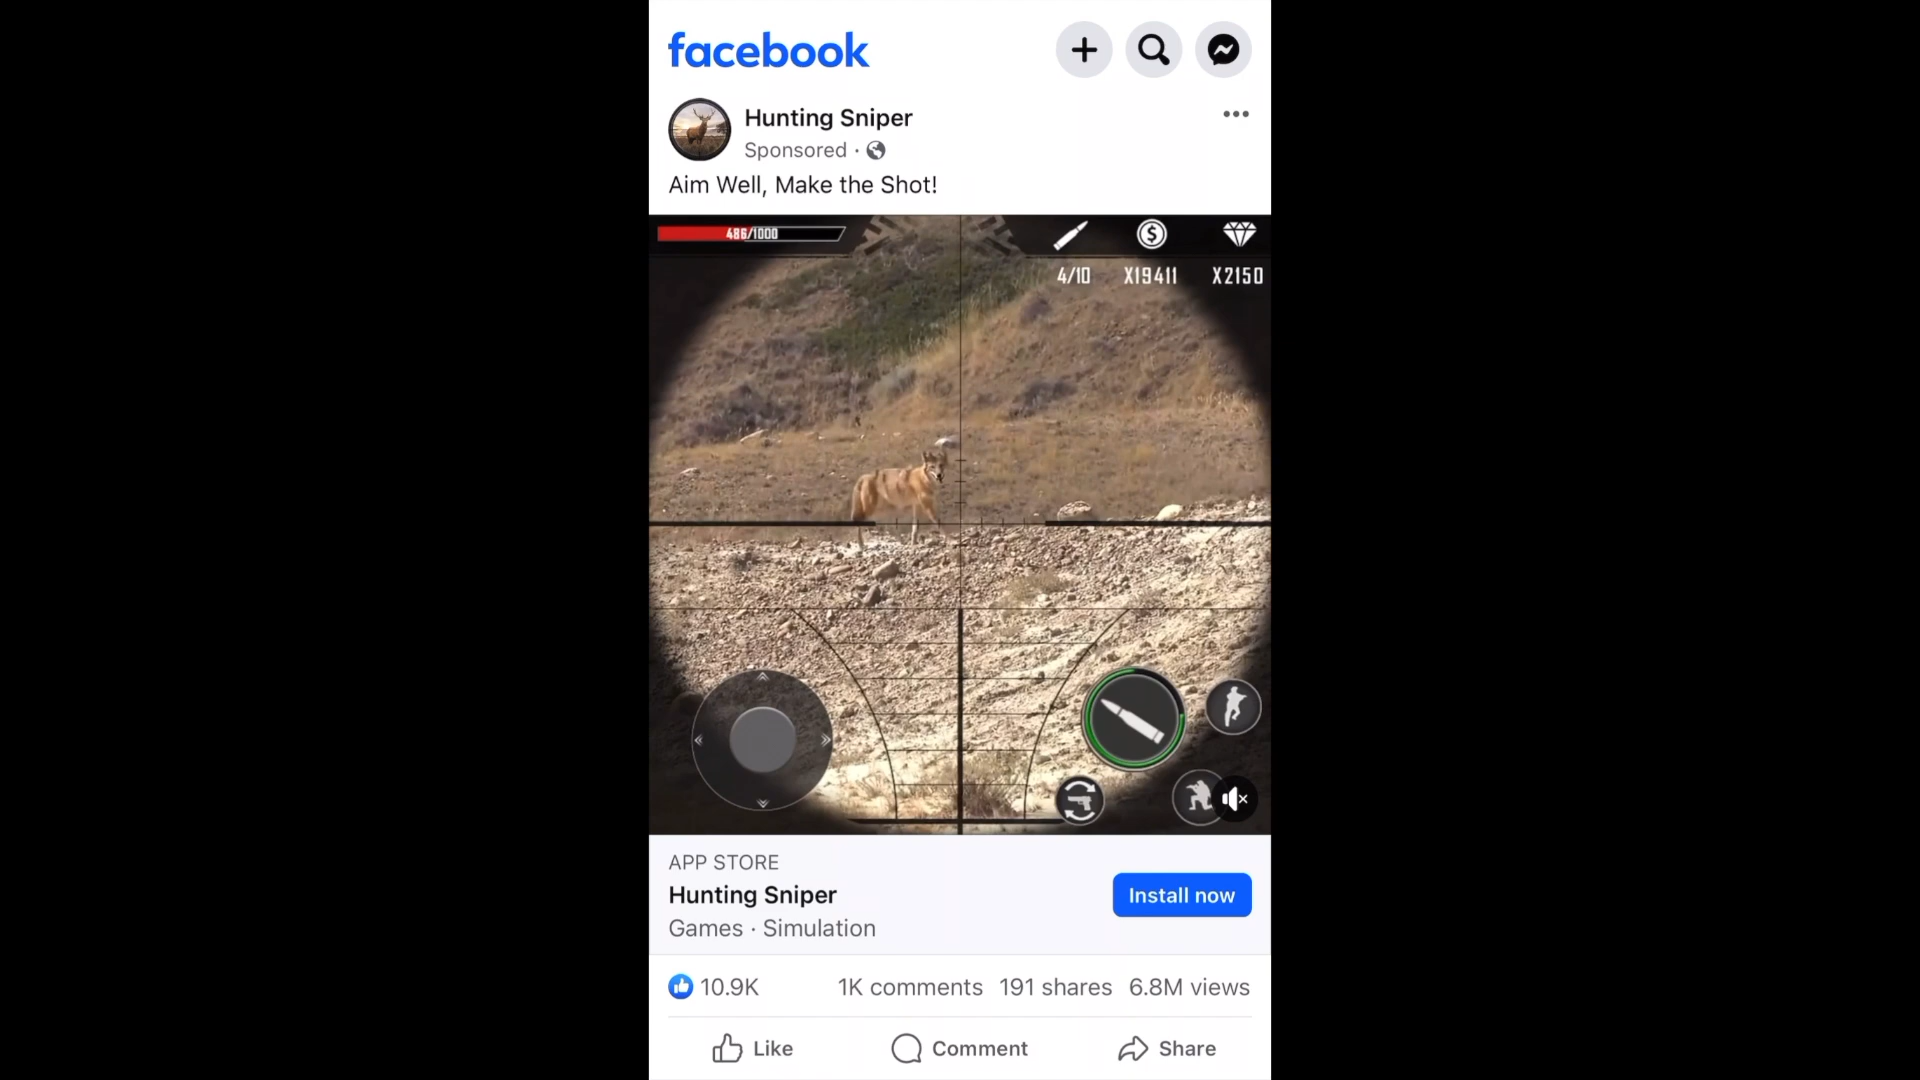 facebook
Hunting Sniper
Sponsored ·
Aim Well, Make the Shot!
486/1000
4/10 X19411 X2150
APP STORE
Hunting Sniper
Install now
Games · Simulation
10.9K 1K comments 191 shares 6.8M views
Like Comment Share